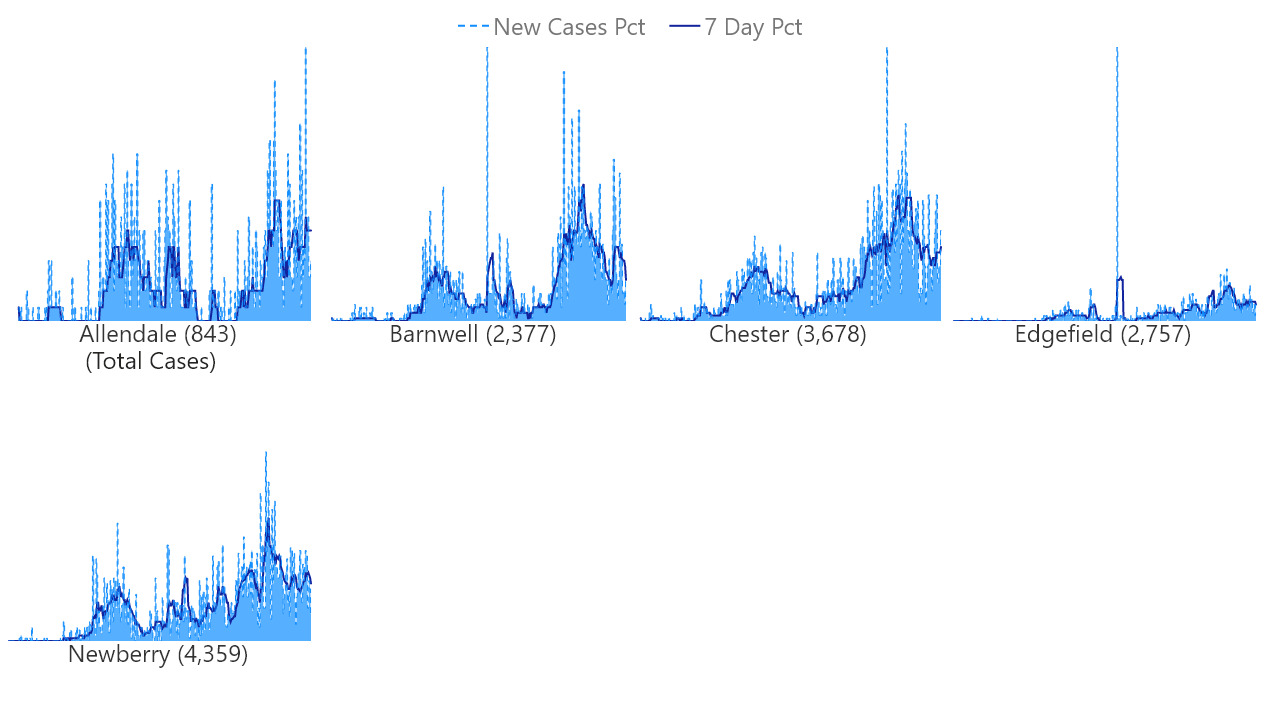 New Cases Pct 7 Day Pct
Allendale (843)
(Total Cases)
Barnwell (2,377)
Chester (3,678)
Edgefield (2,757)
Newberry (4,359)